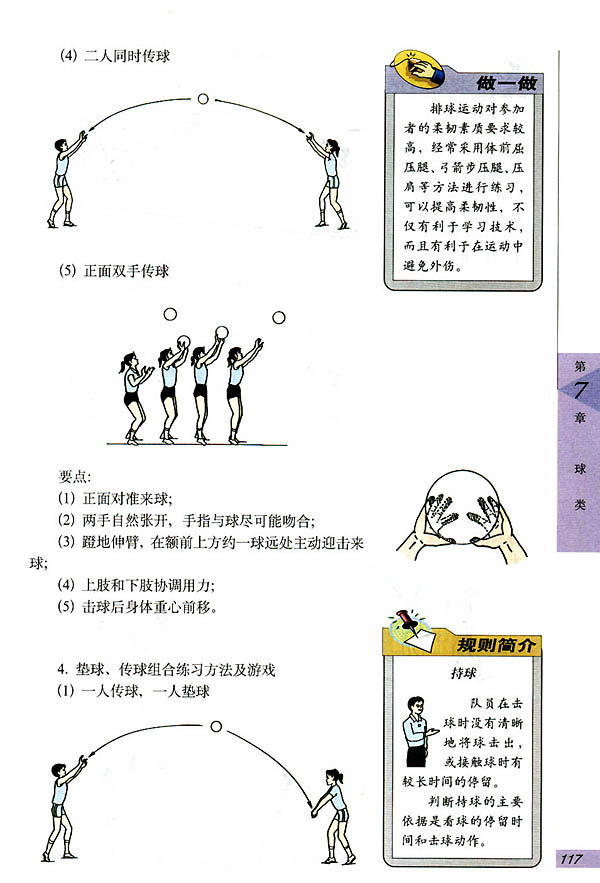 (4) 二人同时传球
做一做
排球运动对参加
者的柔韧素质要求较
高，经常采用体前屈
压腿、弓箭步压腿、压
肩等方法进行练习，
可以提高柔韧性，不
仅有利于学习技术，
而且有利于在运动中
避免外伤。
(5) 正面双手传球
要点:
(1) 正面对准来球;
(2) 两手自然张开，手指与球尽可能吻合;
(3) 蹬地伸臂, 在额前上方约一球远处主动迎击来
球;
(4) 上肢和下肢协调用力;
(5) 击球后身体重心前移。
4. 垫球、传球组合练习方法及游戏
(1) 一人传球，一人垫球
规则简介
持球
队员在击
球时没有清晰
地将球击出，
或接触球时有
较长时间的停留。
判断持球的主要
依据是看球的停留时
间和击球动作。
第
7
章
球
类
117